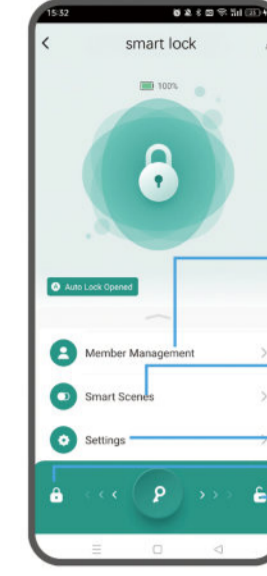 15:32
smart lock
100%
Auto Lock Opened
Member Management
Smart Scenes
Settings